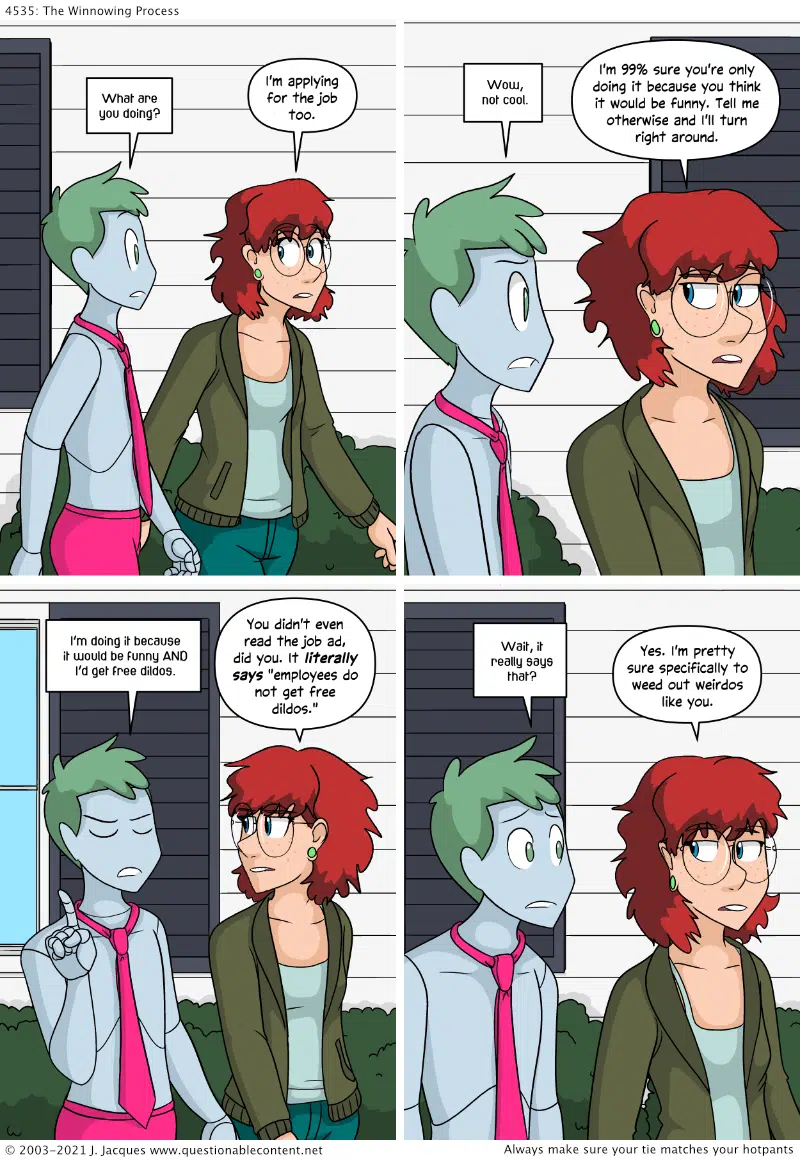 4535: The Winnowing Process
What are
you doing?
I'm applying
for the job
too.
Wow,
not cool.
I'm 99% sure you're only
doing it because you think
it would be funny. Tell me
otherwise and I'll turn
right around.
I'm doing it because
it would be funny AND
I'd get free dildos.
You didn't even
read the job ad,
did you. It literally
says "employees do
not get free
dildos."
Wait, it
really says
that?
Yes. I'm pretty
sure specifically to
weed out weirdos
like you.
© 2003-2021 J. Jacques www.questionablecontent.net
Always make sure your tie matches your hotpants